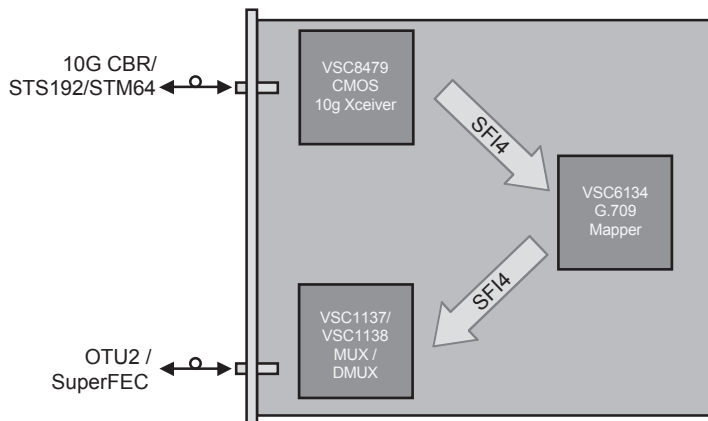 10G CBR/
STS192/STM64
VSC8479
CMOS
10g Xceiver
SFI4
VSC6134
G.709
Mapper
SFI4
VSC1137/
VSC1138
MUX /
DMUX
OTU2 /
SuperFEC